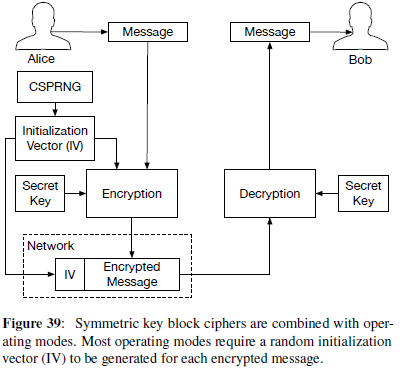 Alice
Message
Message
Bob
CSPRNG
Initialization
Vector (IV)
Secret
Key
Encryption
Decryption
Secret
Key
Network
IV
Encrypted
Message
Figure 39: Symmetric key block ciphers are combined with oper-
ating modes. Most operating modes require a random initialization
vector (IV) to be generated for each encrypted message.